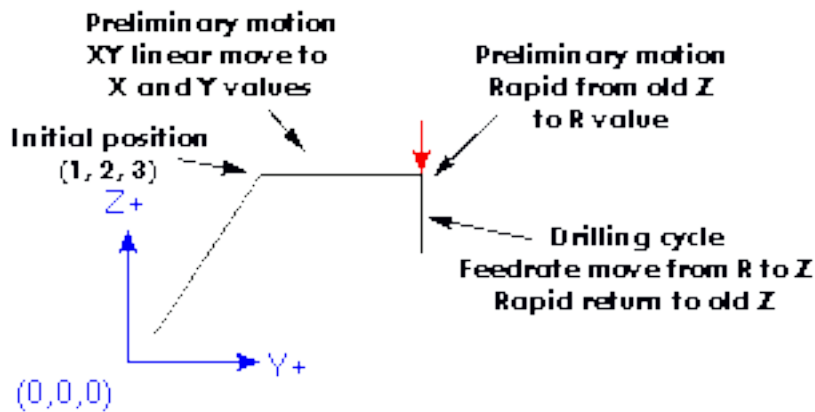 Preliminary motion
XY linear move to
X and Y values
Preliminary motion
Rapid from old Z
to R value
Initial position
(1, 2, 3)
Z+
Drilling cycle
Feedrate move from R to Z
Rapid return to old Z
Y+
(0,0,0)